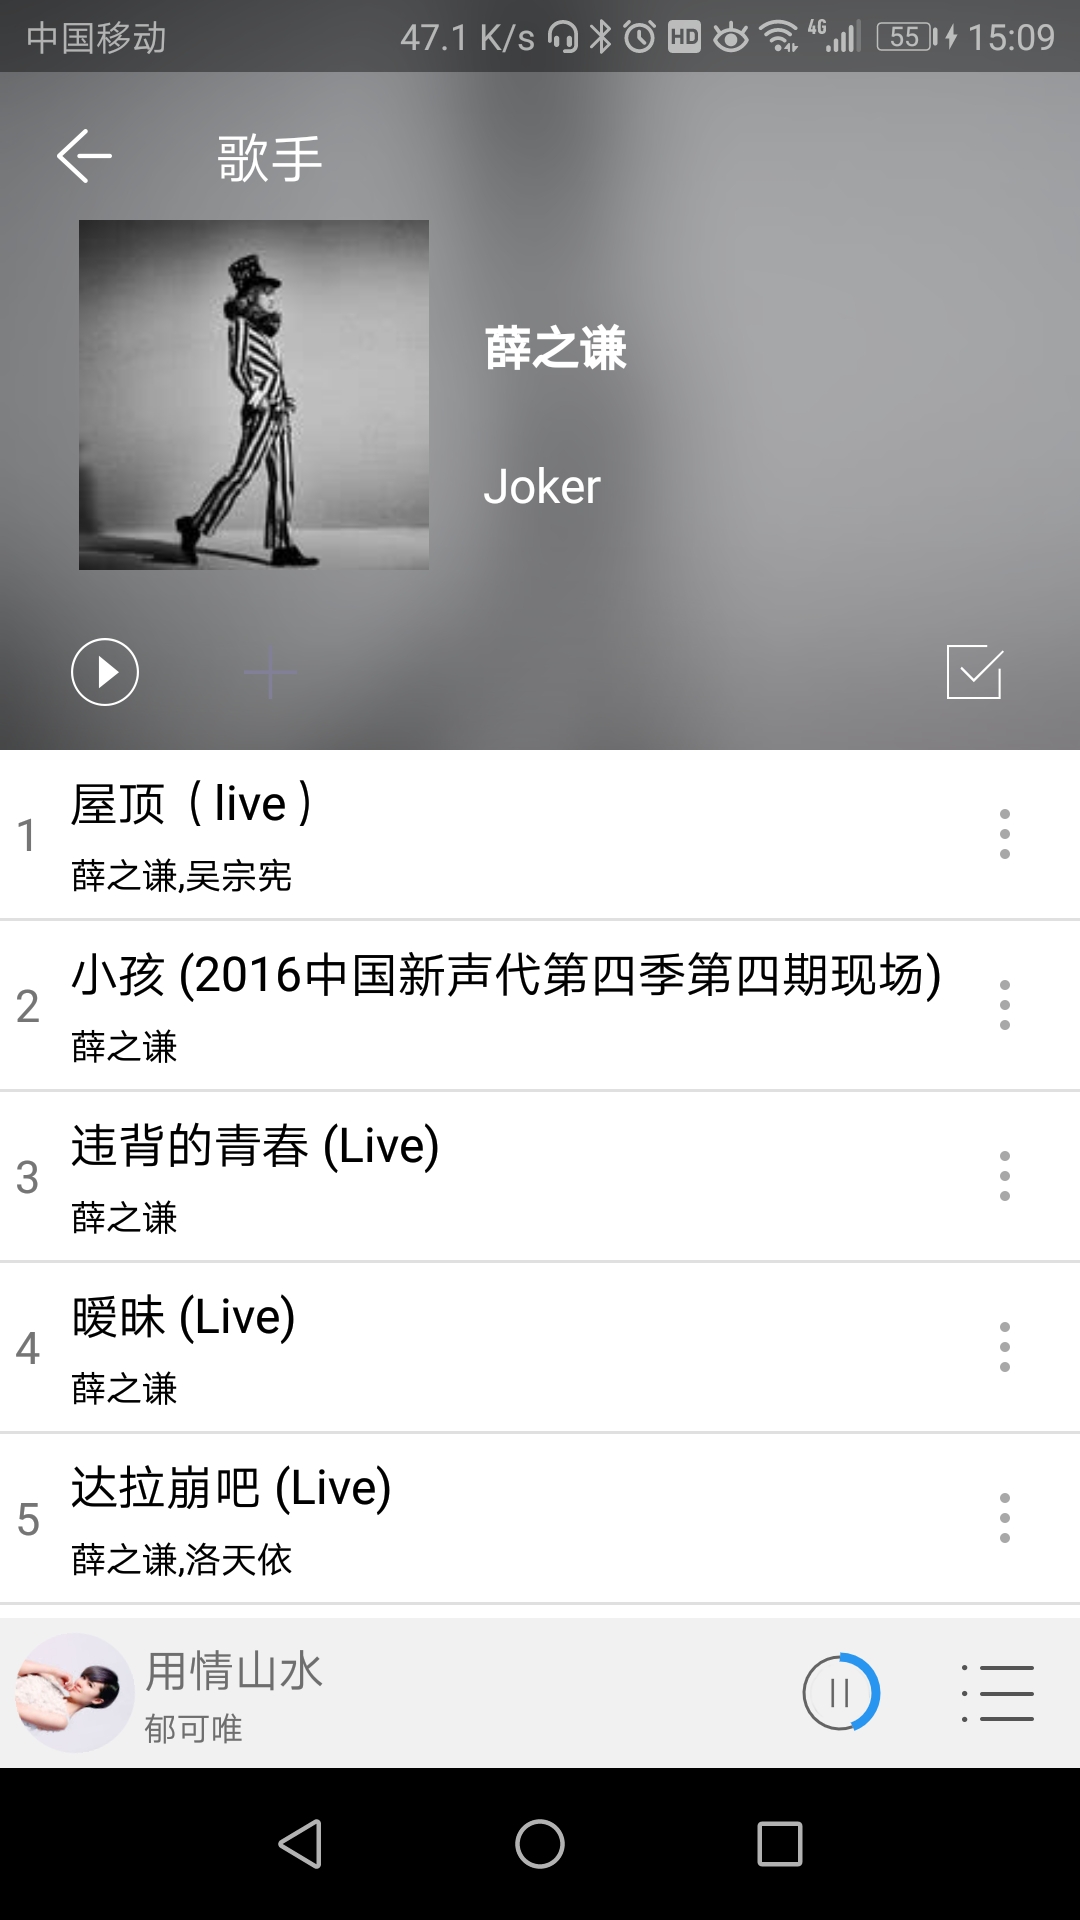 中国移动 47.1 K/s HD 4G 55 15:09
歌手
薛之谦
Joker
1
屋顶（live）
薛之谦,吴宗宪
2
小孩 (2016中国新声代第四季第四期现场)
薛之谦
3
违背的青春 (Live)
薛之谦
4
暧昧 (Live)
薛之谦
5
达拉崩吧 (Live)
薛之谦,洛天依
用情山水
郁可唯